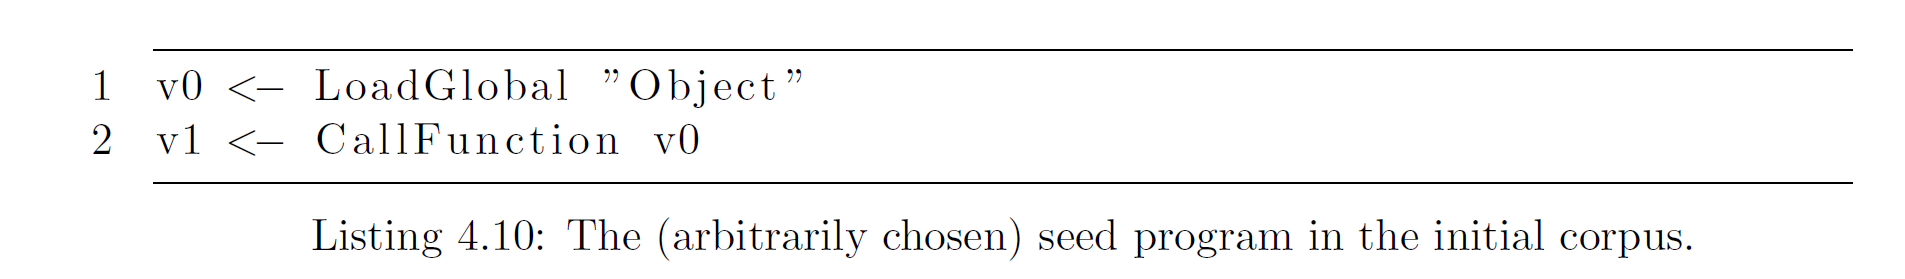 1 v0 <− LoadGlobal ”Object”
2 v1 <− CallFunction v0
Listing 4.10: The (arbitrarily chosen) seed program in the initial corpus.